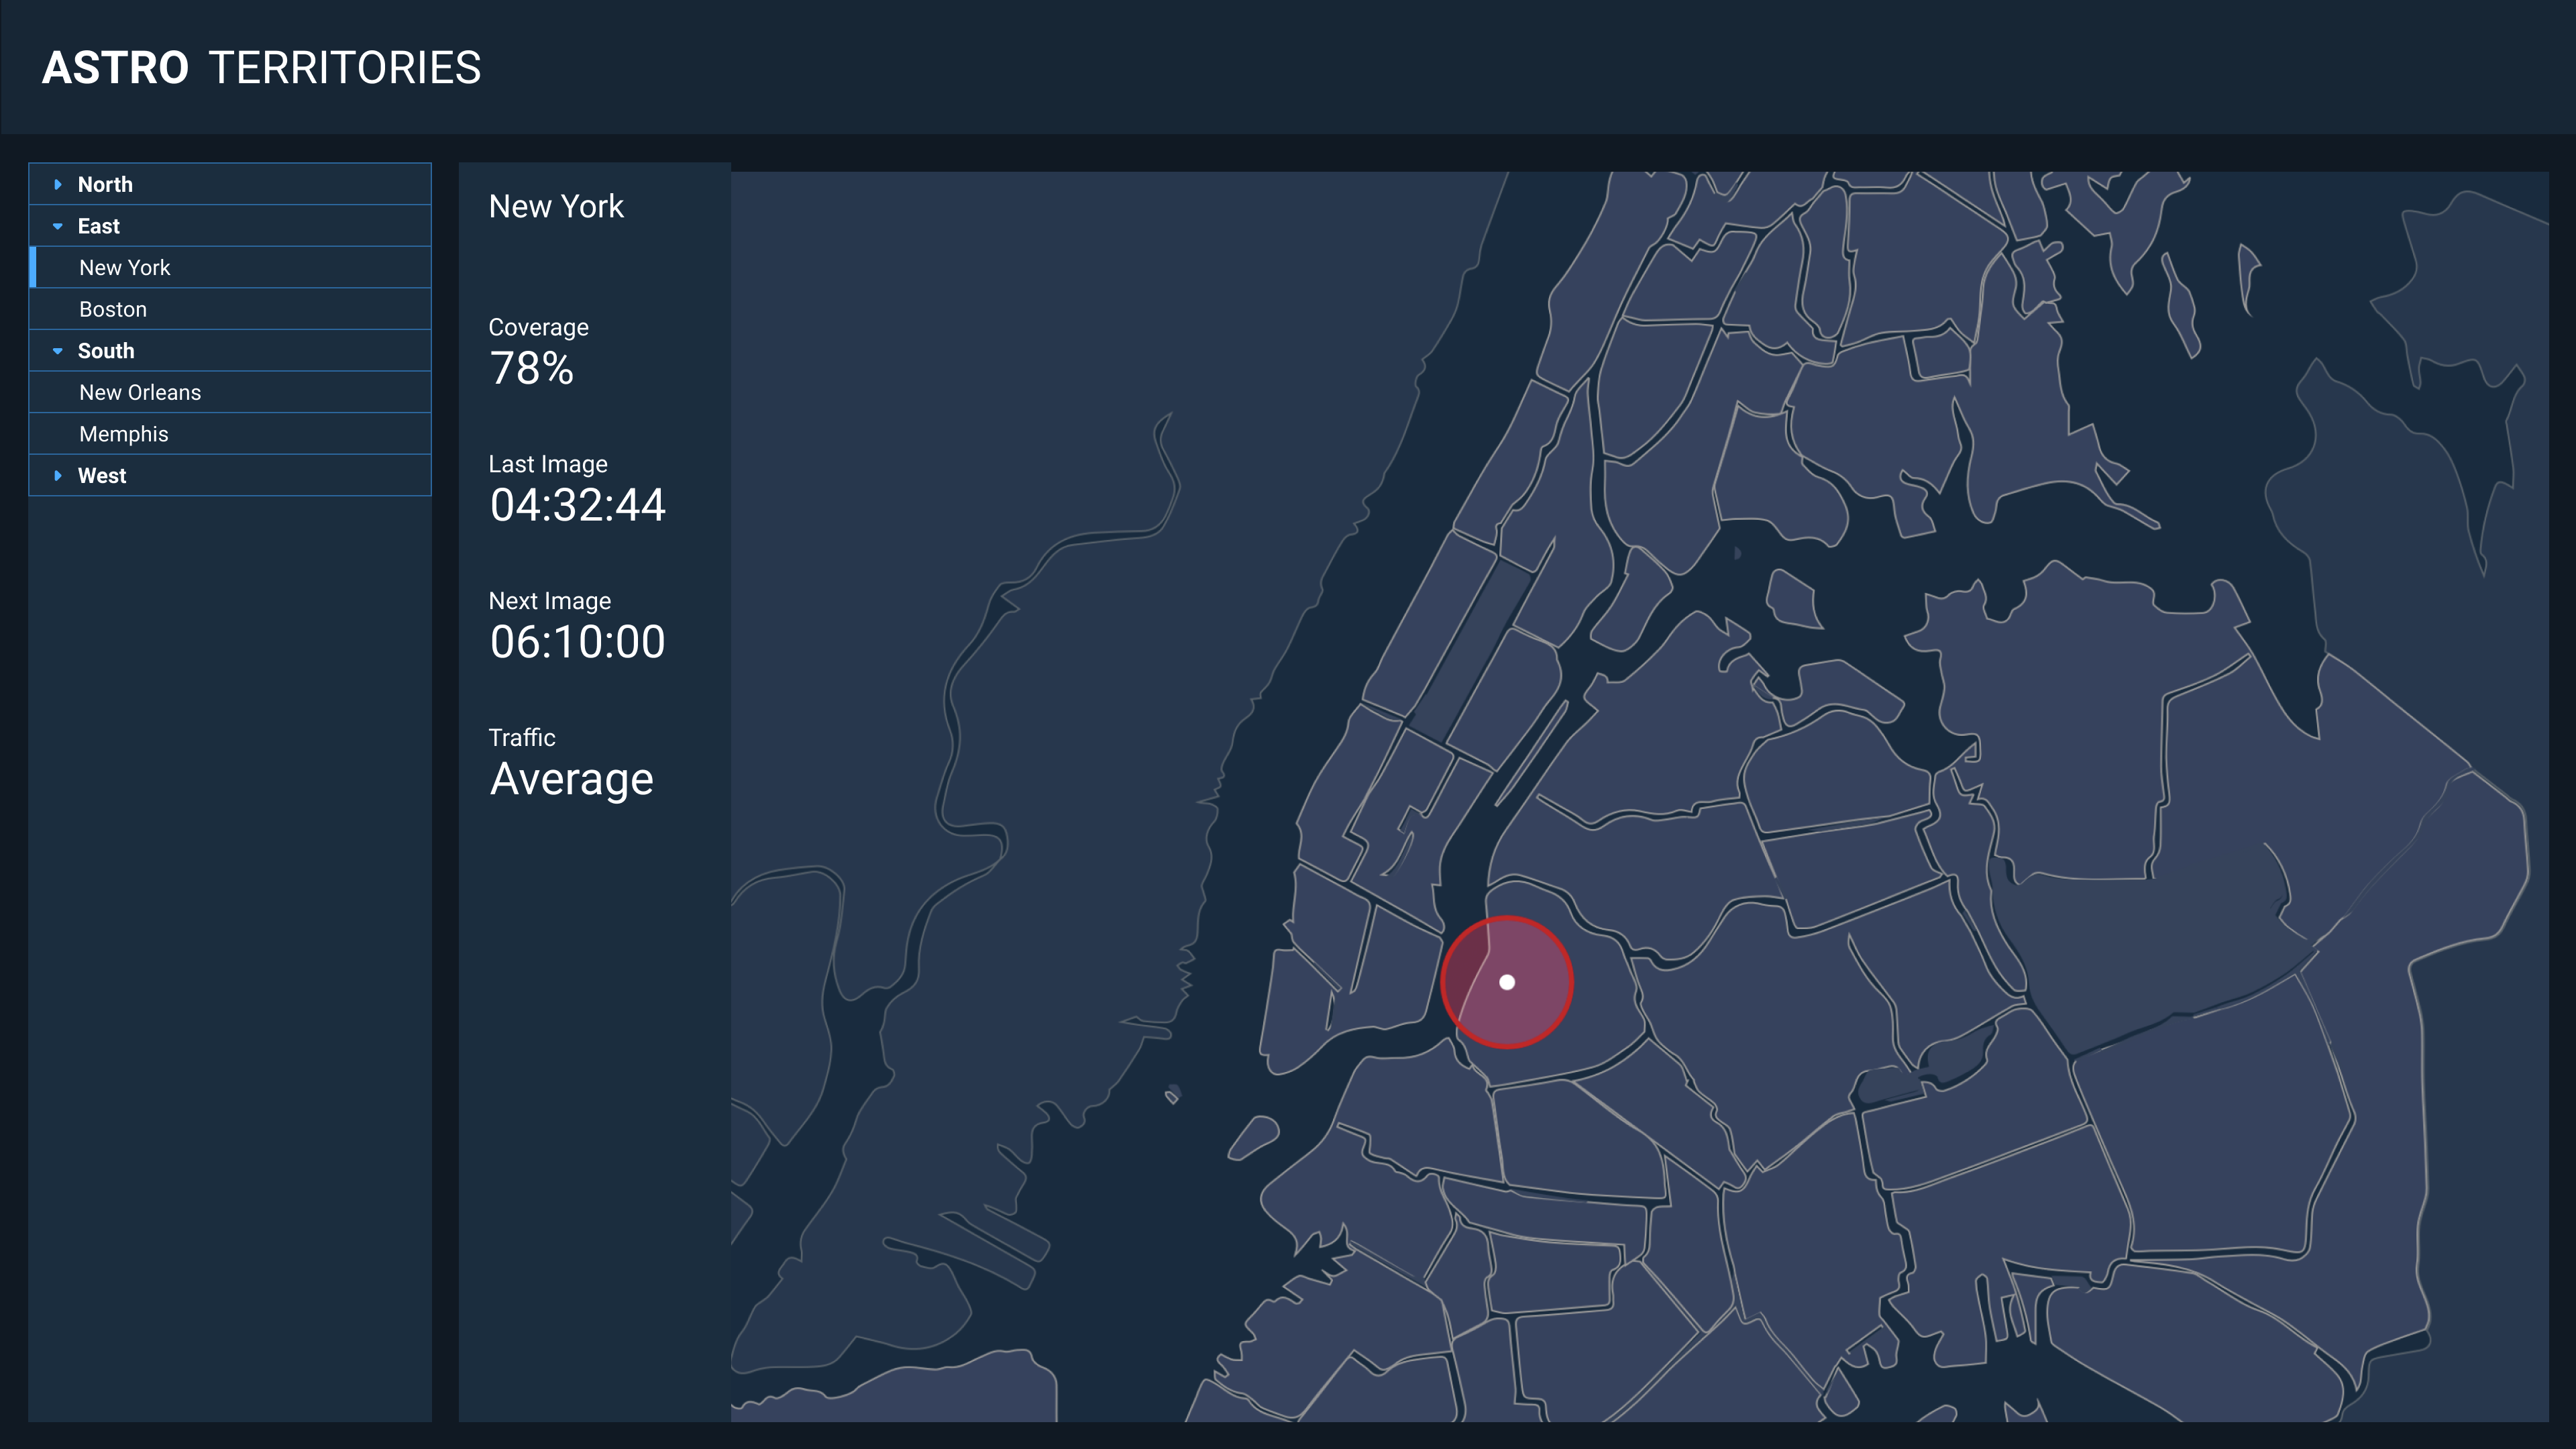 ASTRO TERRITORIES
North
East
New York
Boston
South
New Orleans
Memphis
West
New York
Coverage
78%
Last Image
04:32:44
Next Image
06:10:00
Traffic
Average